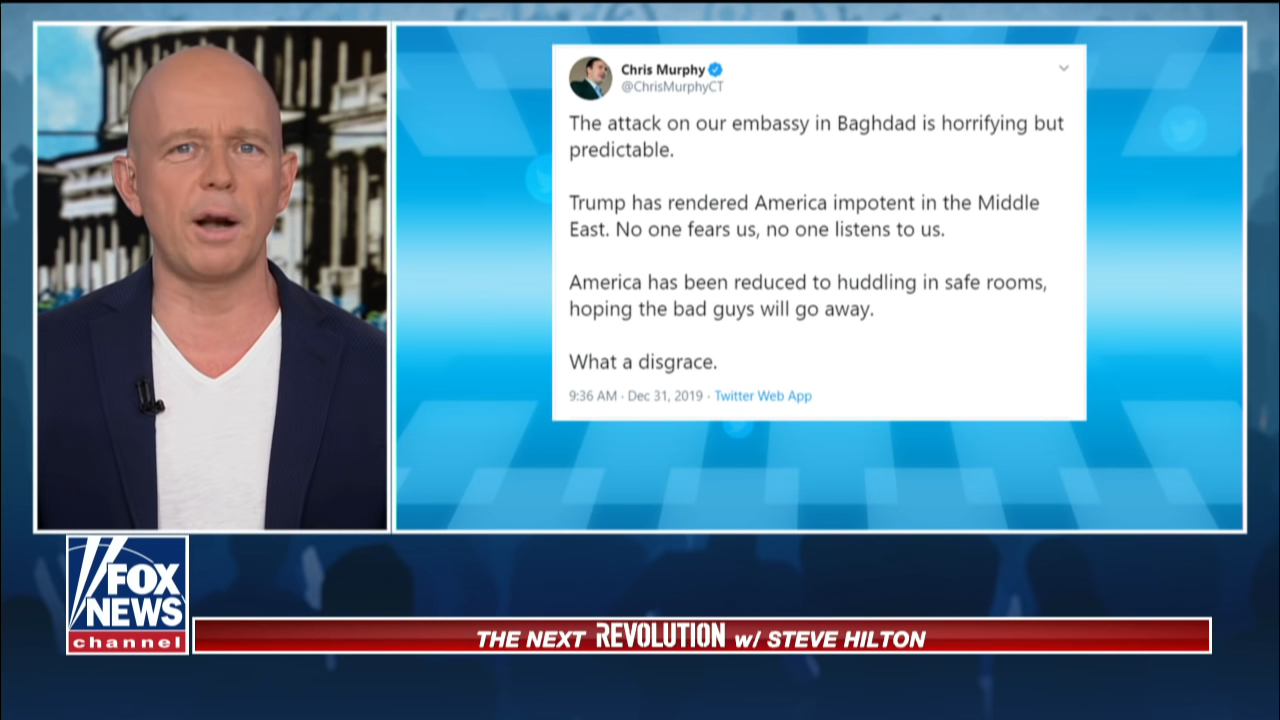 Chris Murphy
@ChrisMurphyCT
The attack on our embassy in Baghdad is horrifying but
predictable.
Trump has rendered America impotent in the Middle
East. No one fears us, no one listens to us.
America has been reduced to huddling in safe rooms,
hoping the bad guys will go away.
What a disgrace.
9:36 AM · Dec 31, 2019 · Twitter Web App
FOX
NEWS
channel
THE NEXT REVOLUTION w/ STEVE HILTON